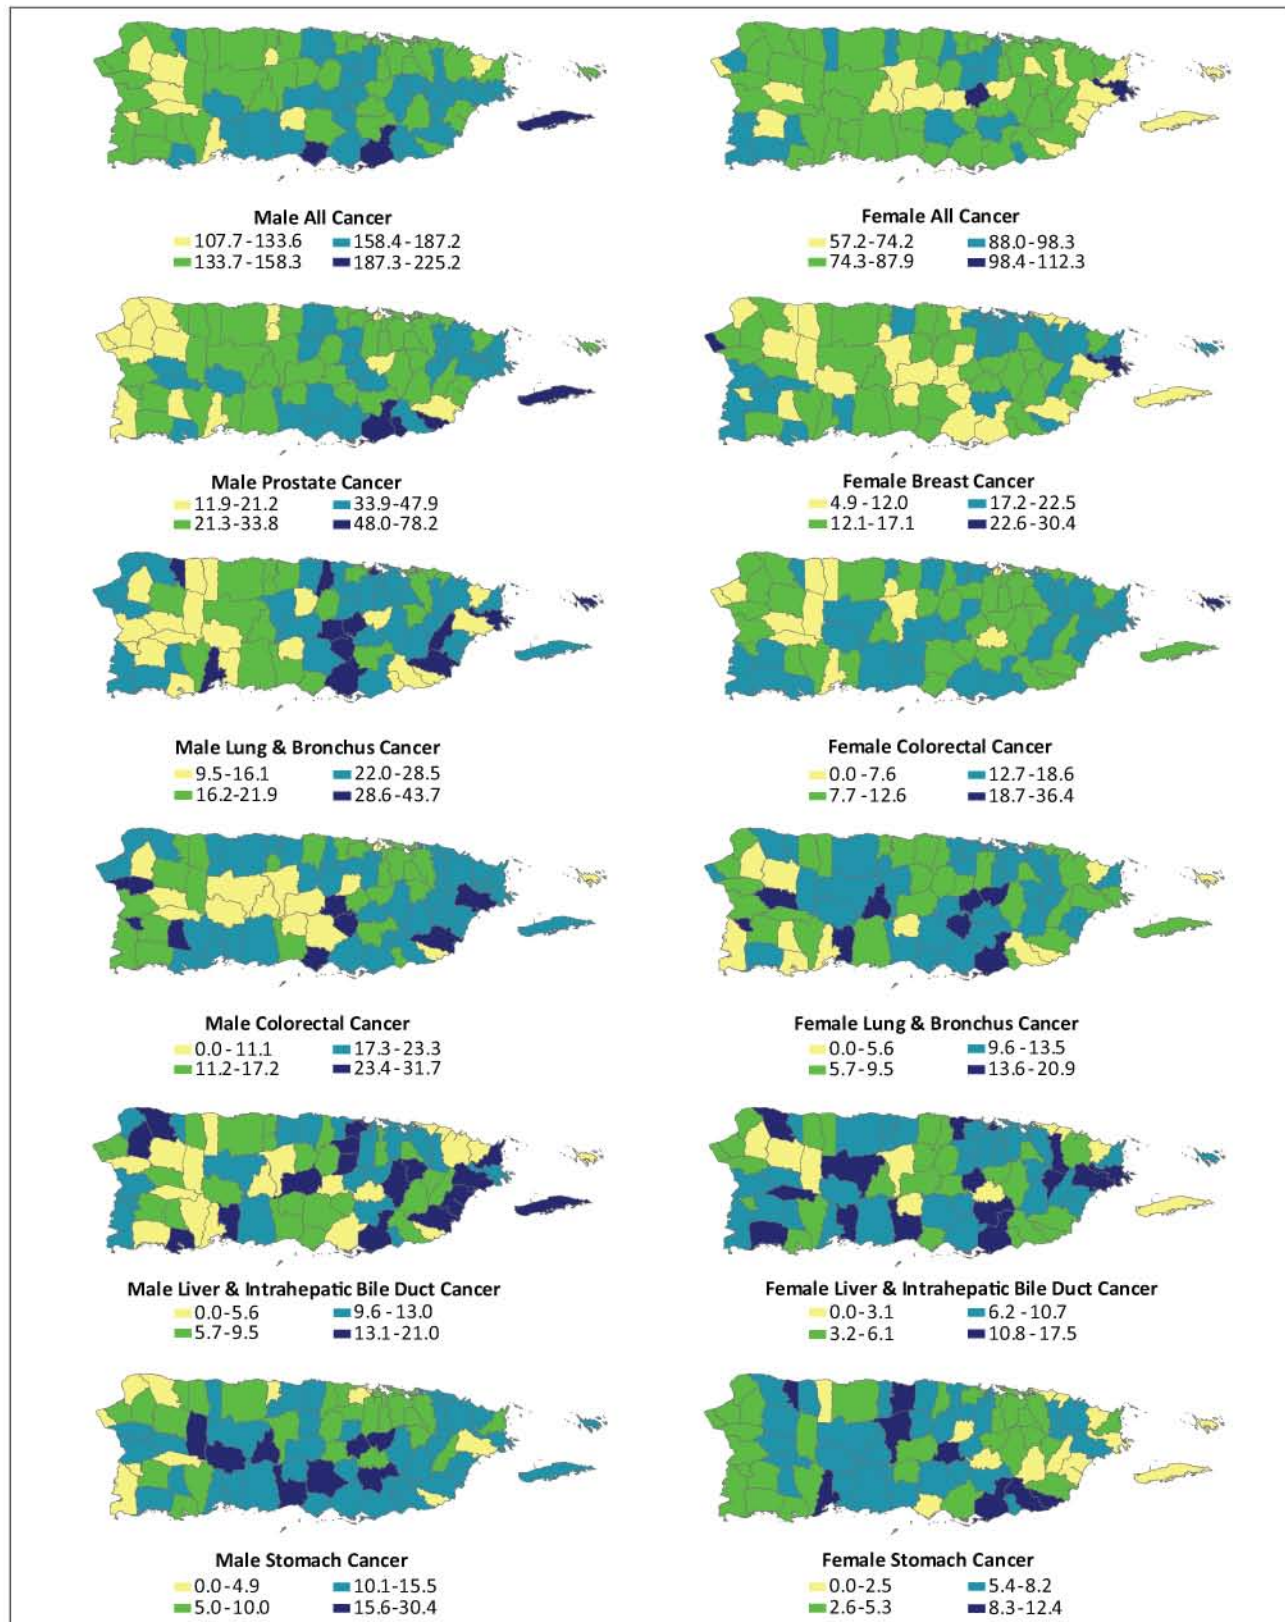 Male All Cancer
107.7-133.6 158.4-187.2
133.7-158.3 187.3-225.2
Female All Cancer
57.2-74.2 88.0-98.3
74.3-87.9 98.4-112.3
Male Prostate Cancer
11.9-21.2 33.9-47.9
21.3-33.8 48.0-78.2
Female Breast Cancer
4.9-12.0 17.2-22.5
12.1-17.1 22.6-30.4
Male Lung & Bronchus Cancer
9.5-16.1 22.0-28.5
16.2-21.9 28.6-43.7
Female Colorectal Cancer
0.0-7.6 12.7-18.6
7.7-12.6 18.7-36.4
Male Colorectal Cancer
0.0-11.1 17.3-23.3
11.2-17.2 23.4-31.7
Female Lung & Bronchus Cancer
0.0-5.6 9.6-13.5
5.7-9.5 13.6-20.9
Male Liver & Intrahepatic Bile Duct Cancer
0.0-5.6 9.6-13.0
5.7-9.5 13.1-21.0
Female Liver & Intrahepatic Bile Duct Cancer
0.0-3.1 6.2-10.7
3.2-6.1 10.8-17.5
Male Stomach Cancer
0.0-4.9 10.1-15.5
5.0-10.0 15.6-30.4
Female Stomach Cancer
0.0-2.5 5.4-8.2
2.6-5.3 8.3-12.4